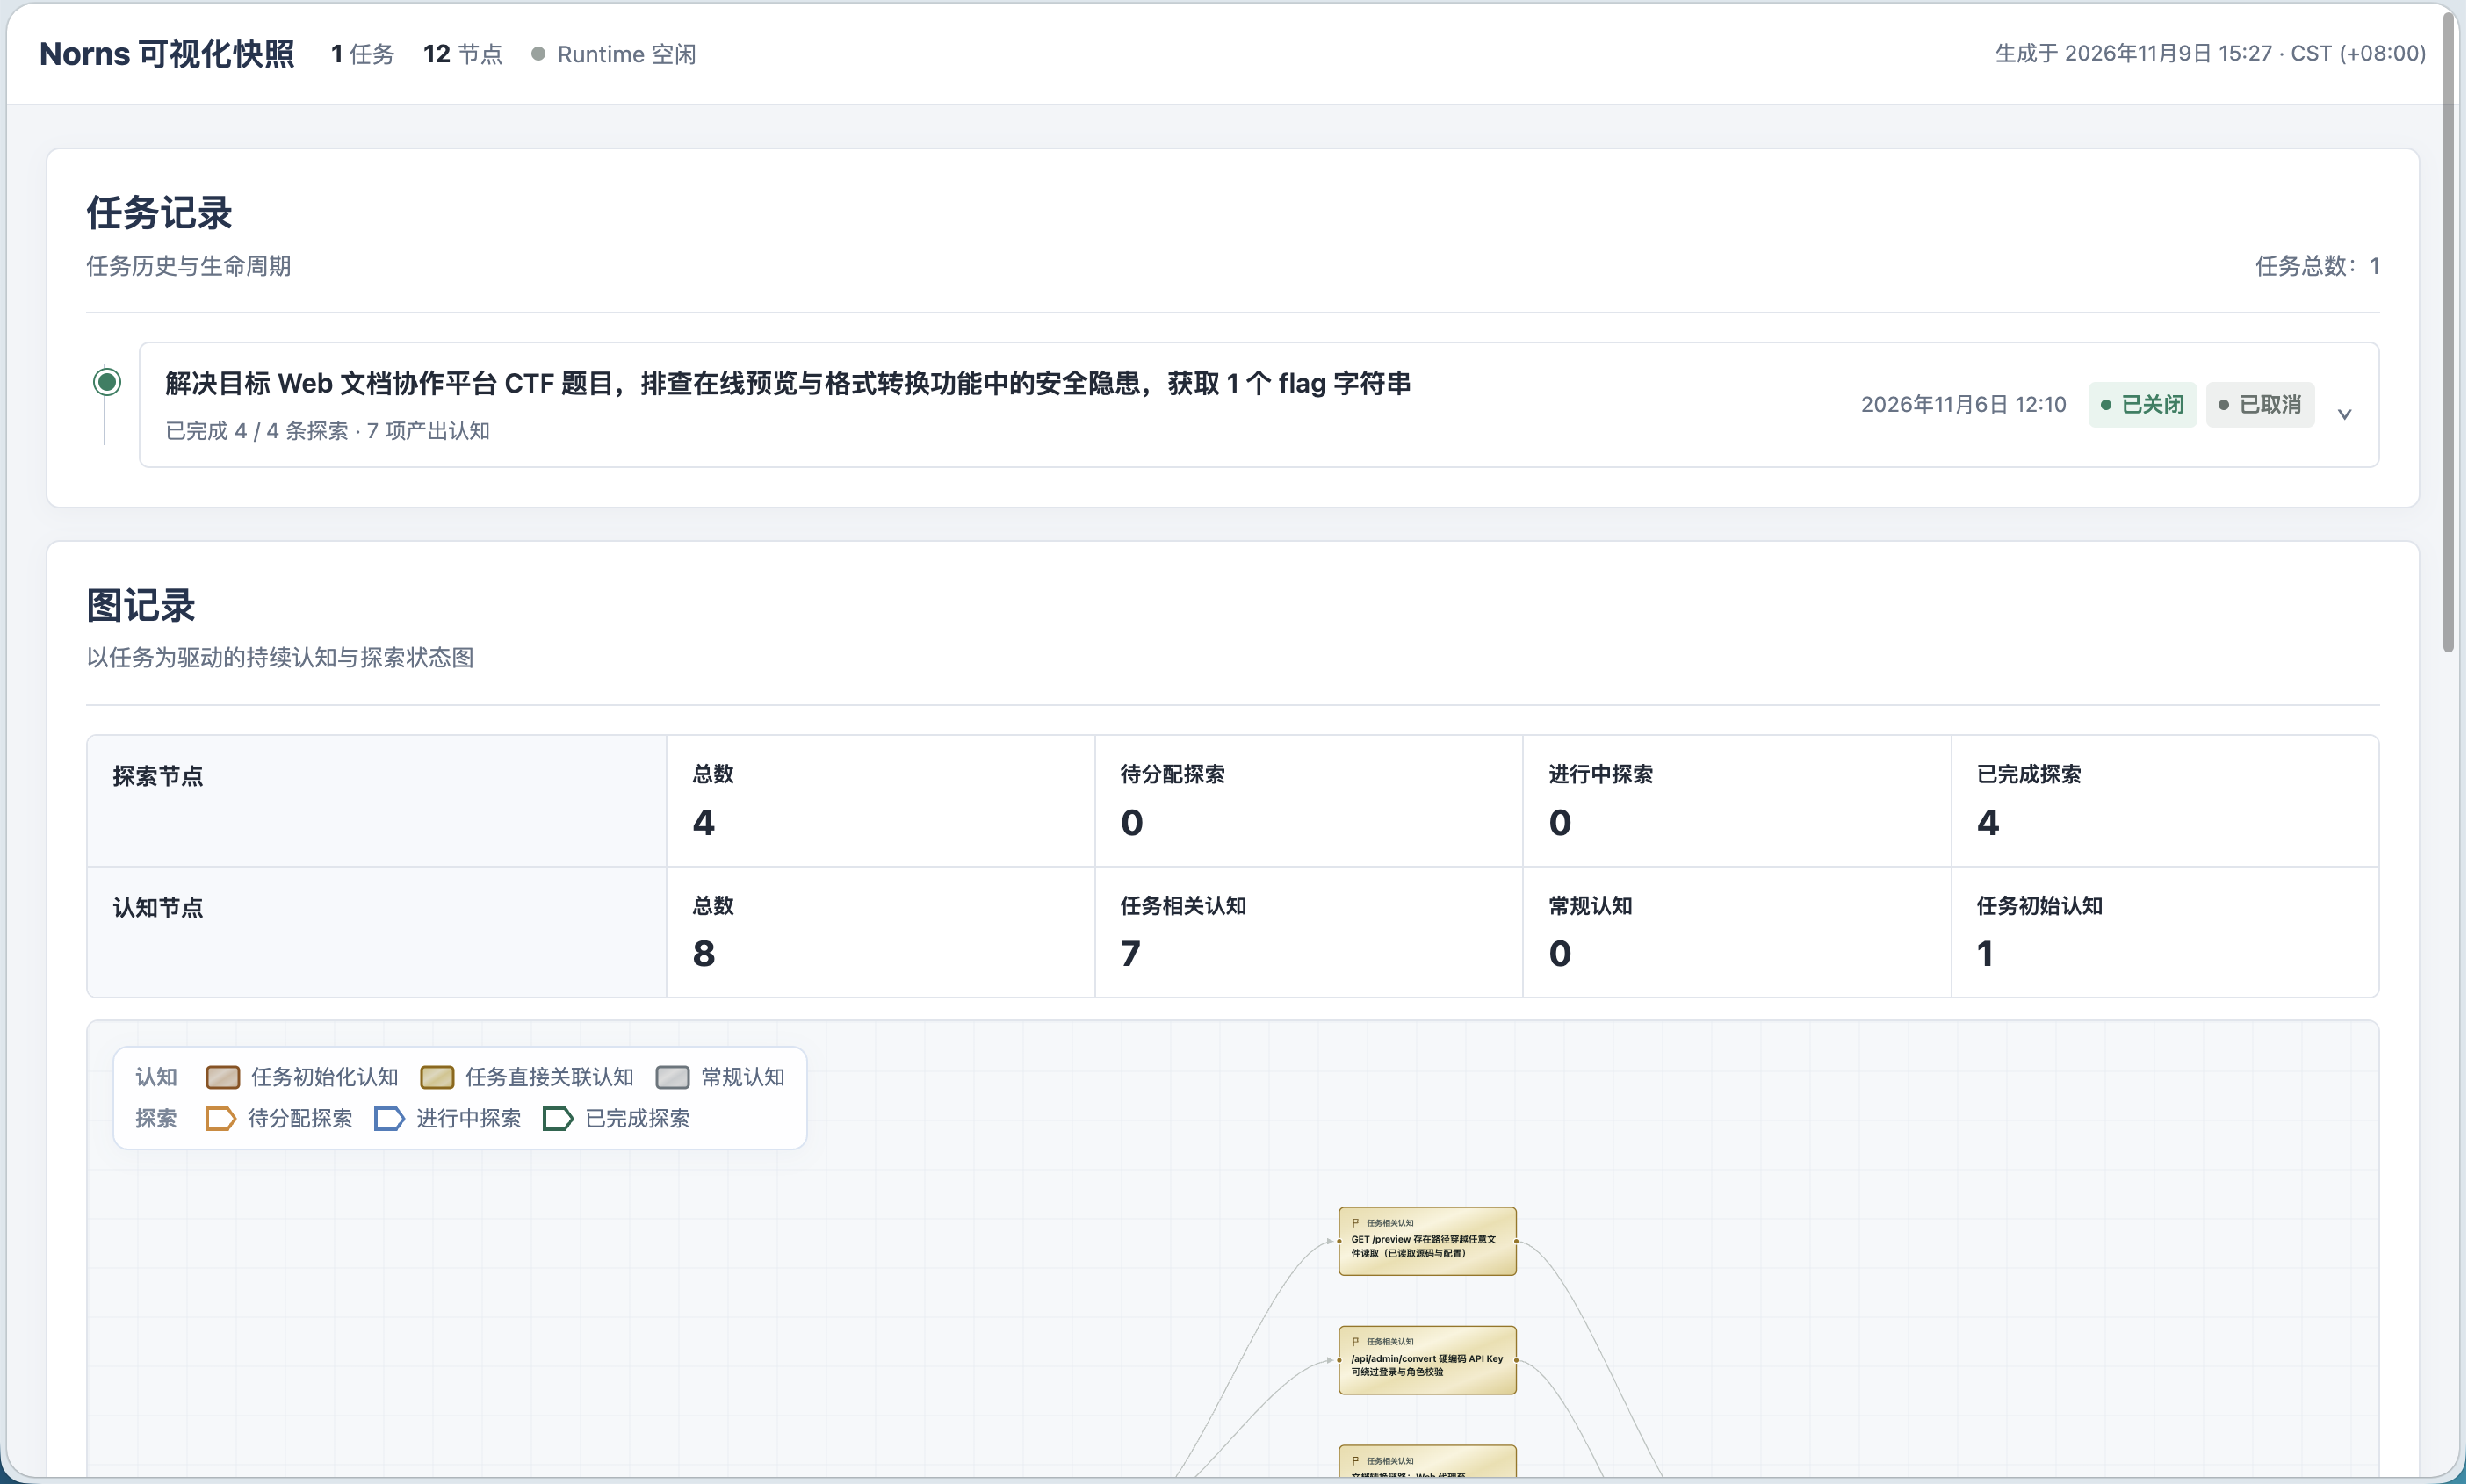 Norns 可视化快照 1 任务 12 节点 Runtime 空闲 生成于 2026年11月9日 15:27 · CST (+08:00)
任务记录
任务历史与生命周期 任务总数：1
解决目标 Web 文档协作平台 CTF 题目，排查在线预览与格式转换功能中的安全隐患，获取 1 个 flag 字符串
2026年11月6日 12:10 已关闭 已取消
已完成 4 / 4 条探索 · 7 项产出认知
图记录
以任务为驱动的持续认知与探索状态图
探索节点 总数 待分配探索 进行中探索 已完成探索
4 0 0 4
认知节点 总数 任务相关认知 常规认知 任务初始认知
8 7 0 1
认知 任务初始化认知 任务直接关联认知 常规认知
探索 待分配探索 进行中探索 已完成探索
任务相关认知
GET /preview 存在路径穿越任意文
件读取（已读取源码与配置）
任务相关认知
/api/admin/convert 硬编码 API Key
可绕过登录与角色校验
任务相关认知